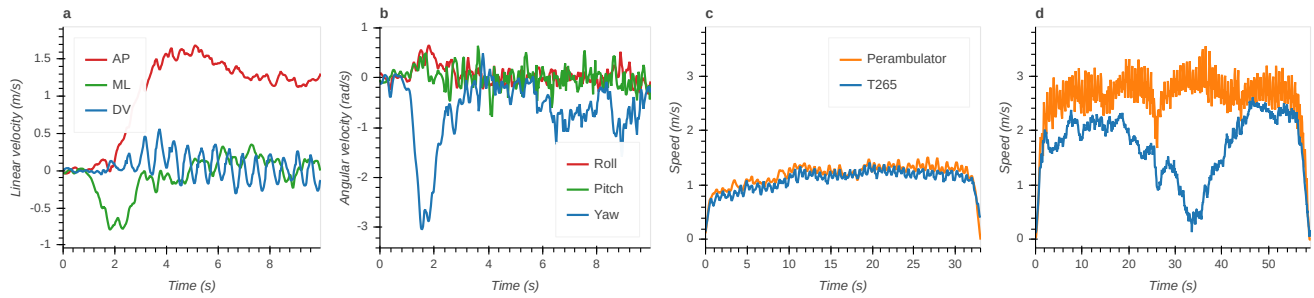 a
Linear velocity (m/s)
1.5
1
0.5
0
-0.5
-1
AP
ML
DV
0 2 4 6 8
Time (s)
b
Angular velocity (rad/s)
1
0
-1
-2
-3
Roll
Pitch
Yaw
0 2 4 6 8
Time (s)
c
Speed (m/s)
3
2
1
0
Perambulator
T265
0 5 10 15 20 25 30
Time (s)
d
Speed (m/s)
3
2
1
0
0 10 20 30 40 50
Time (s)